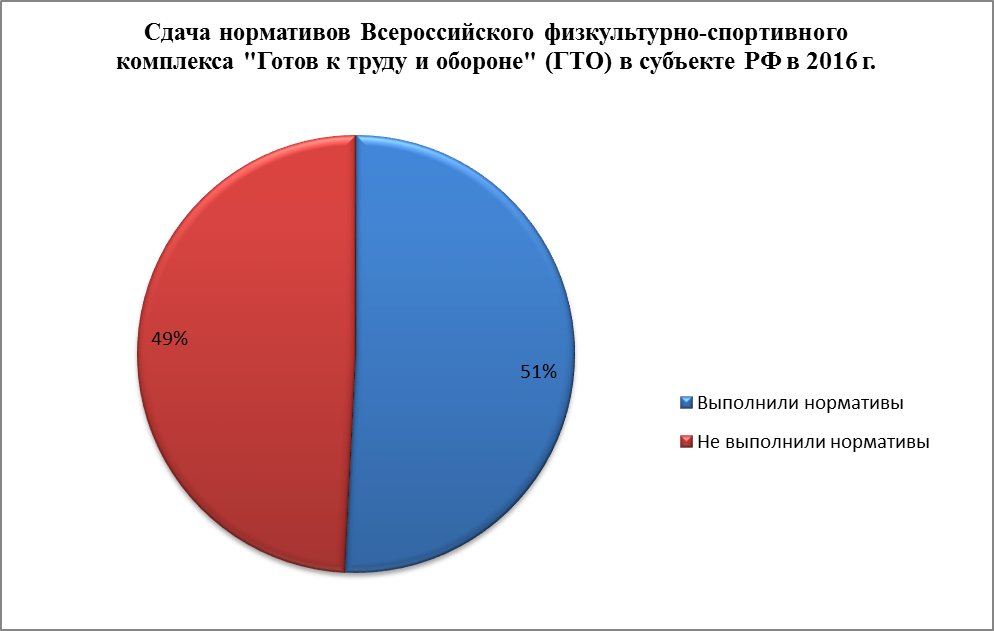 Сдача нормативов Всероссийского физкультурно-спортивного
комплекса "Готов к труду и обороне" (ГТО) в субъекте РФ в 2016 г.
49%
51%
Выполнили нормативы
Не выполнили нормативы